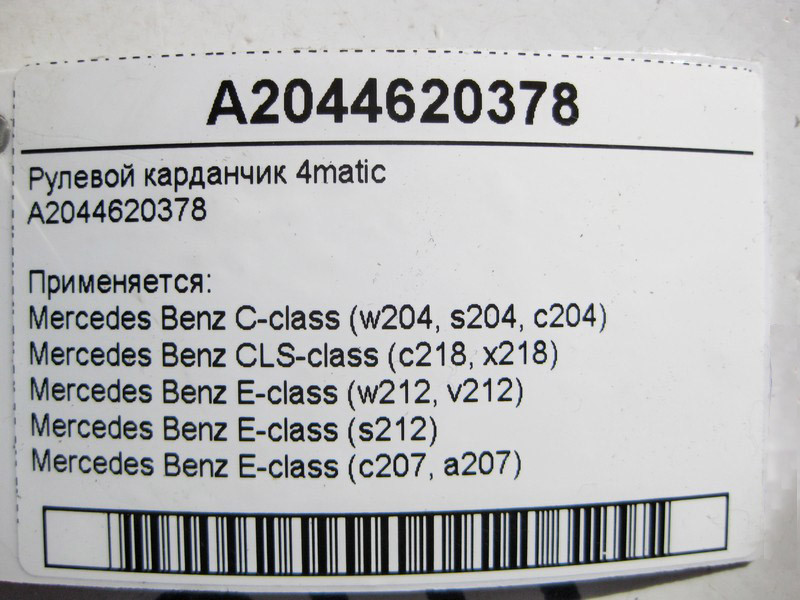 A2044620378
Рулевой карданчик 4matic
A2044620378
Применяется:
Mercedes Benz C-class (w204, s204, c204)
Mercedes Benz CLS-class (c218, x218)
Mercedes Benz E-class (w212, v212)
Mercedes Benz E-class (s212)
Mercedes Benz E-class (c207, a207)